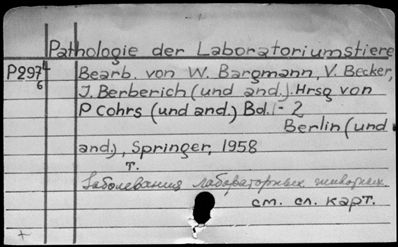 Pathologie der Laboratoriumstiere
P297⁴/6 Bearb. von W. Bargmann, V. Becker,
J. Berberich (und and.). Hrsg von
P Cohrs (und and.) Bd. 1-2
Berlin (und
and.), Springer, 1958
т.
Заболевания лабораторных животных
см. сл. карт.
+